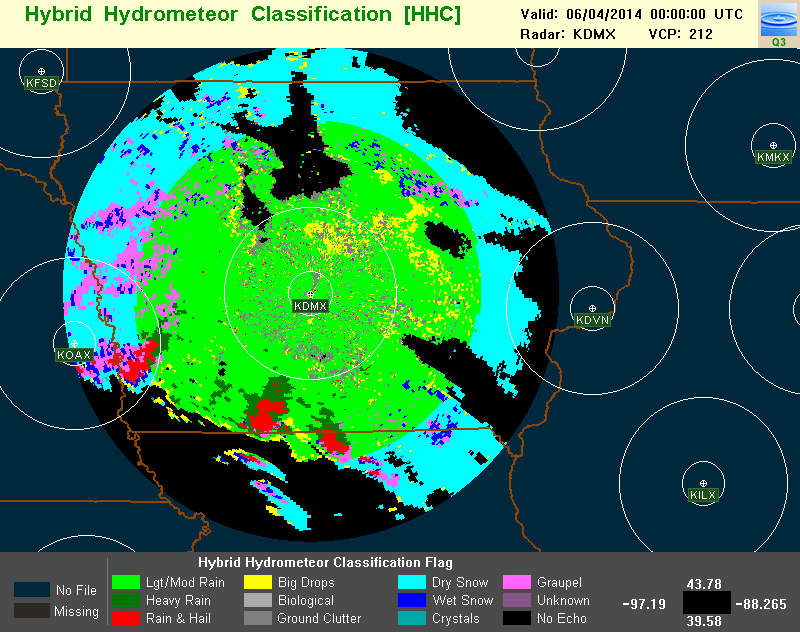 Hybrid Hydrometeor Classification [HHC]
Valid: 06/04/2014 00:00:00 UTC
Radar: KDMX VCP: 212
Q3
KFSD
KMKX
KDMX
KDVN
KOAX
KILX
Hybrid Hydrometeor Classification Flag
No File
Missing
Lgt/Mod Rain
Heavy Rain
Rain & Hail
Big Drops
Biological
Ground Clutter
Dry Snow
Wet Snow
Crystals
Graupel
Unknown
No Echo
43.78
-97.19
-88.265
39.58